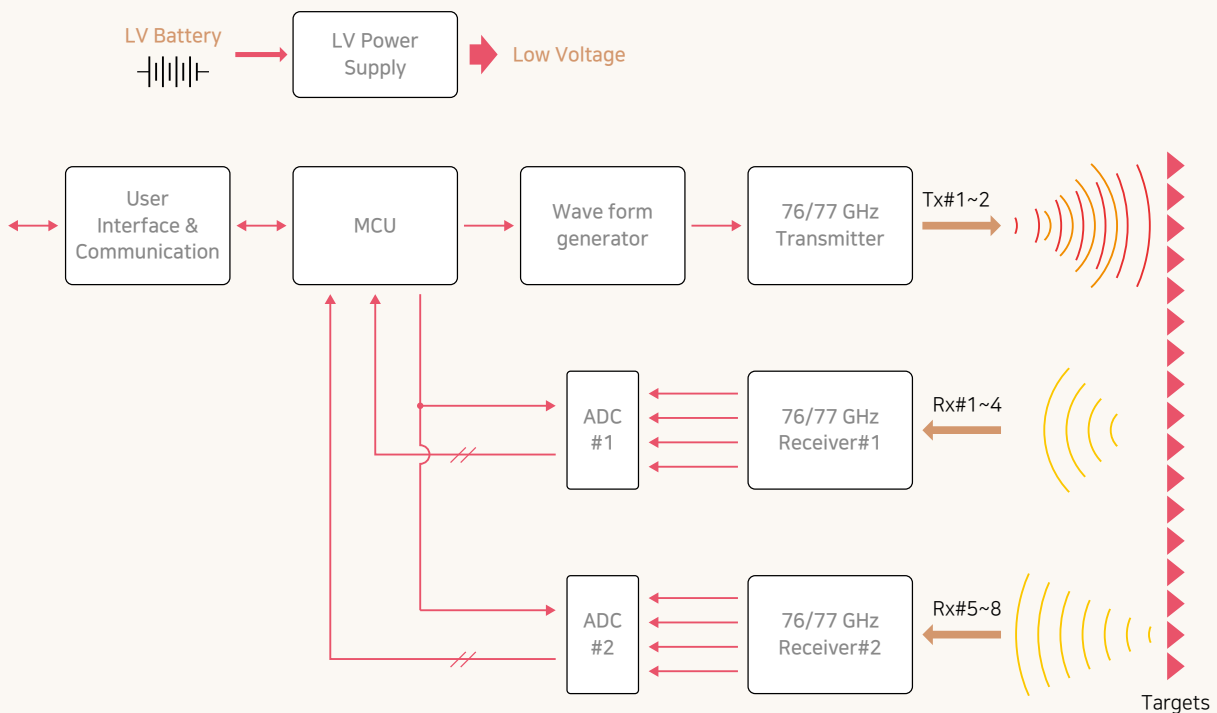 LV Battery
LV Power
Supply
Low Voltage
User
Interface &
Communication
MCU
Wave form
generator
76/77 GHz
Transmitter
Tx#1~2
ADC
#1
76/77 GHz
Receiver#1
Rx#1~4
ADC
#2
76/77 GHz
Receiver#2
Rx#5~8
Targets